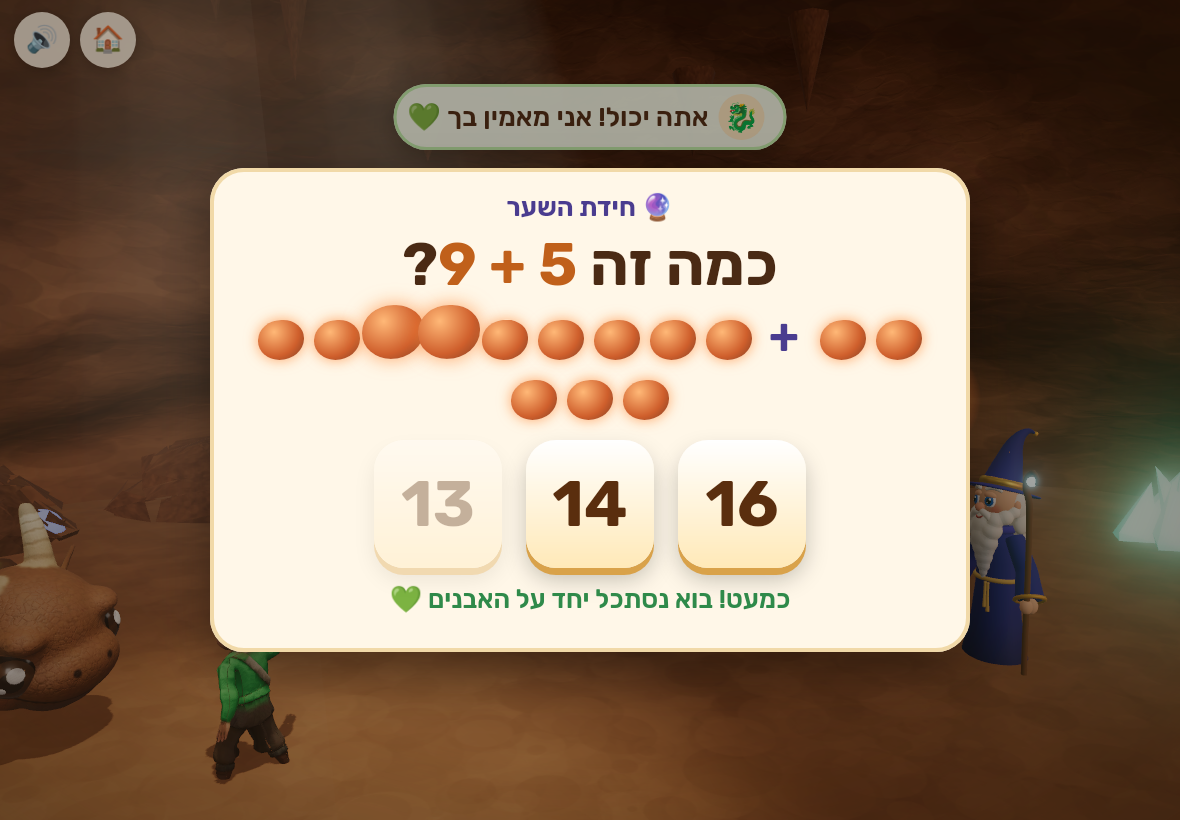 אתה יכול! אני מאמין בך
חידת השער
כמה זה 9 + 5?
+
13 14 16
כמעט! בוא נסתכל יחד על האבנים